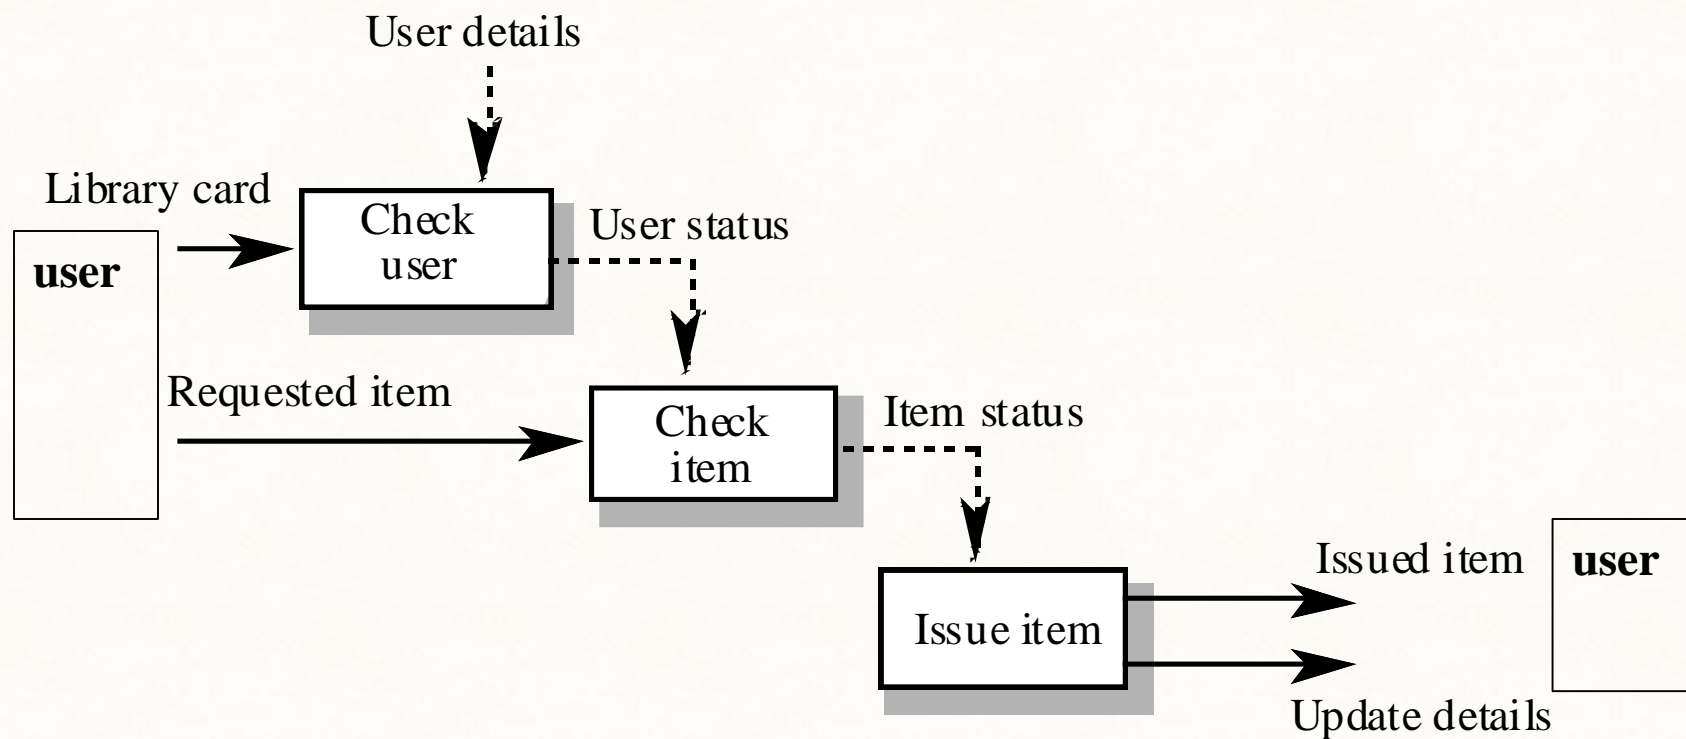 User details
Library card
Check
user
User status
user
Requested item
Check
item
Item status
Issue item
Issued item
user
Update details